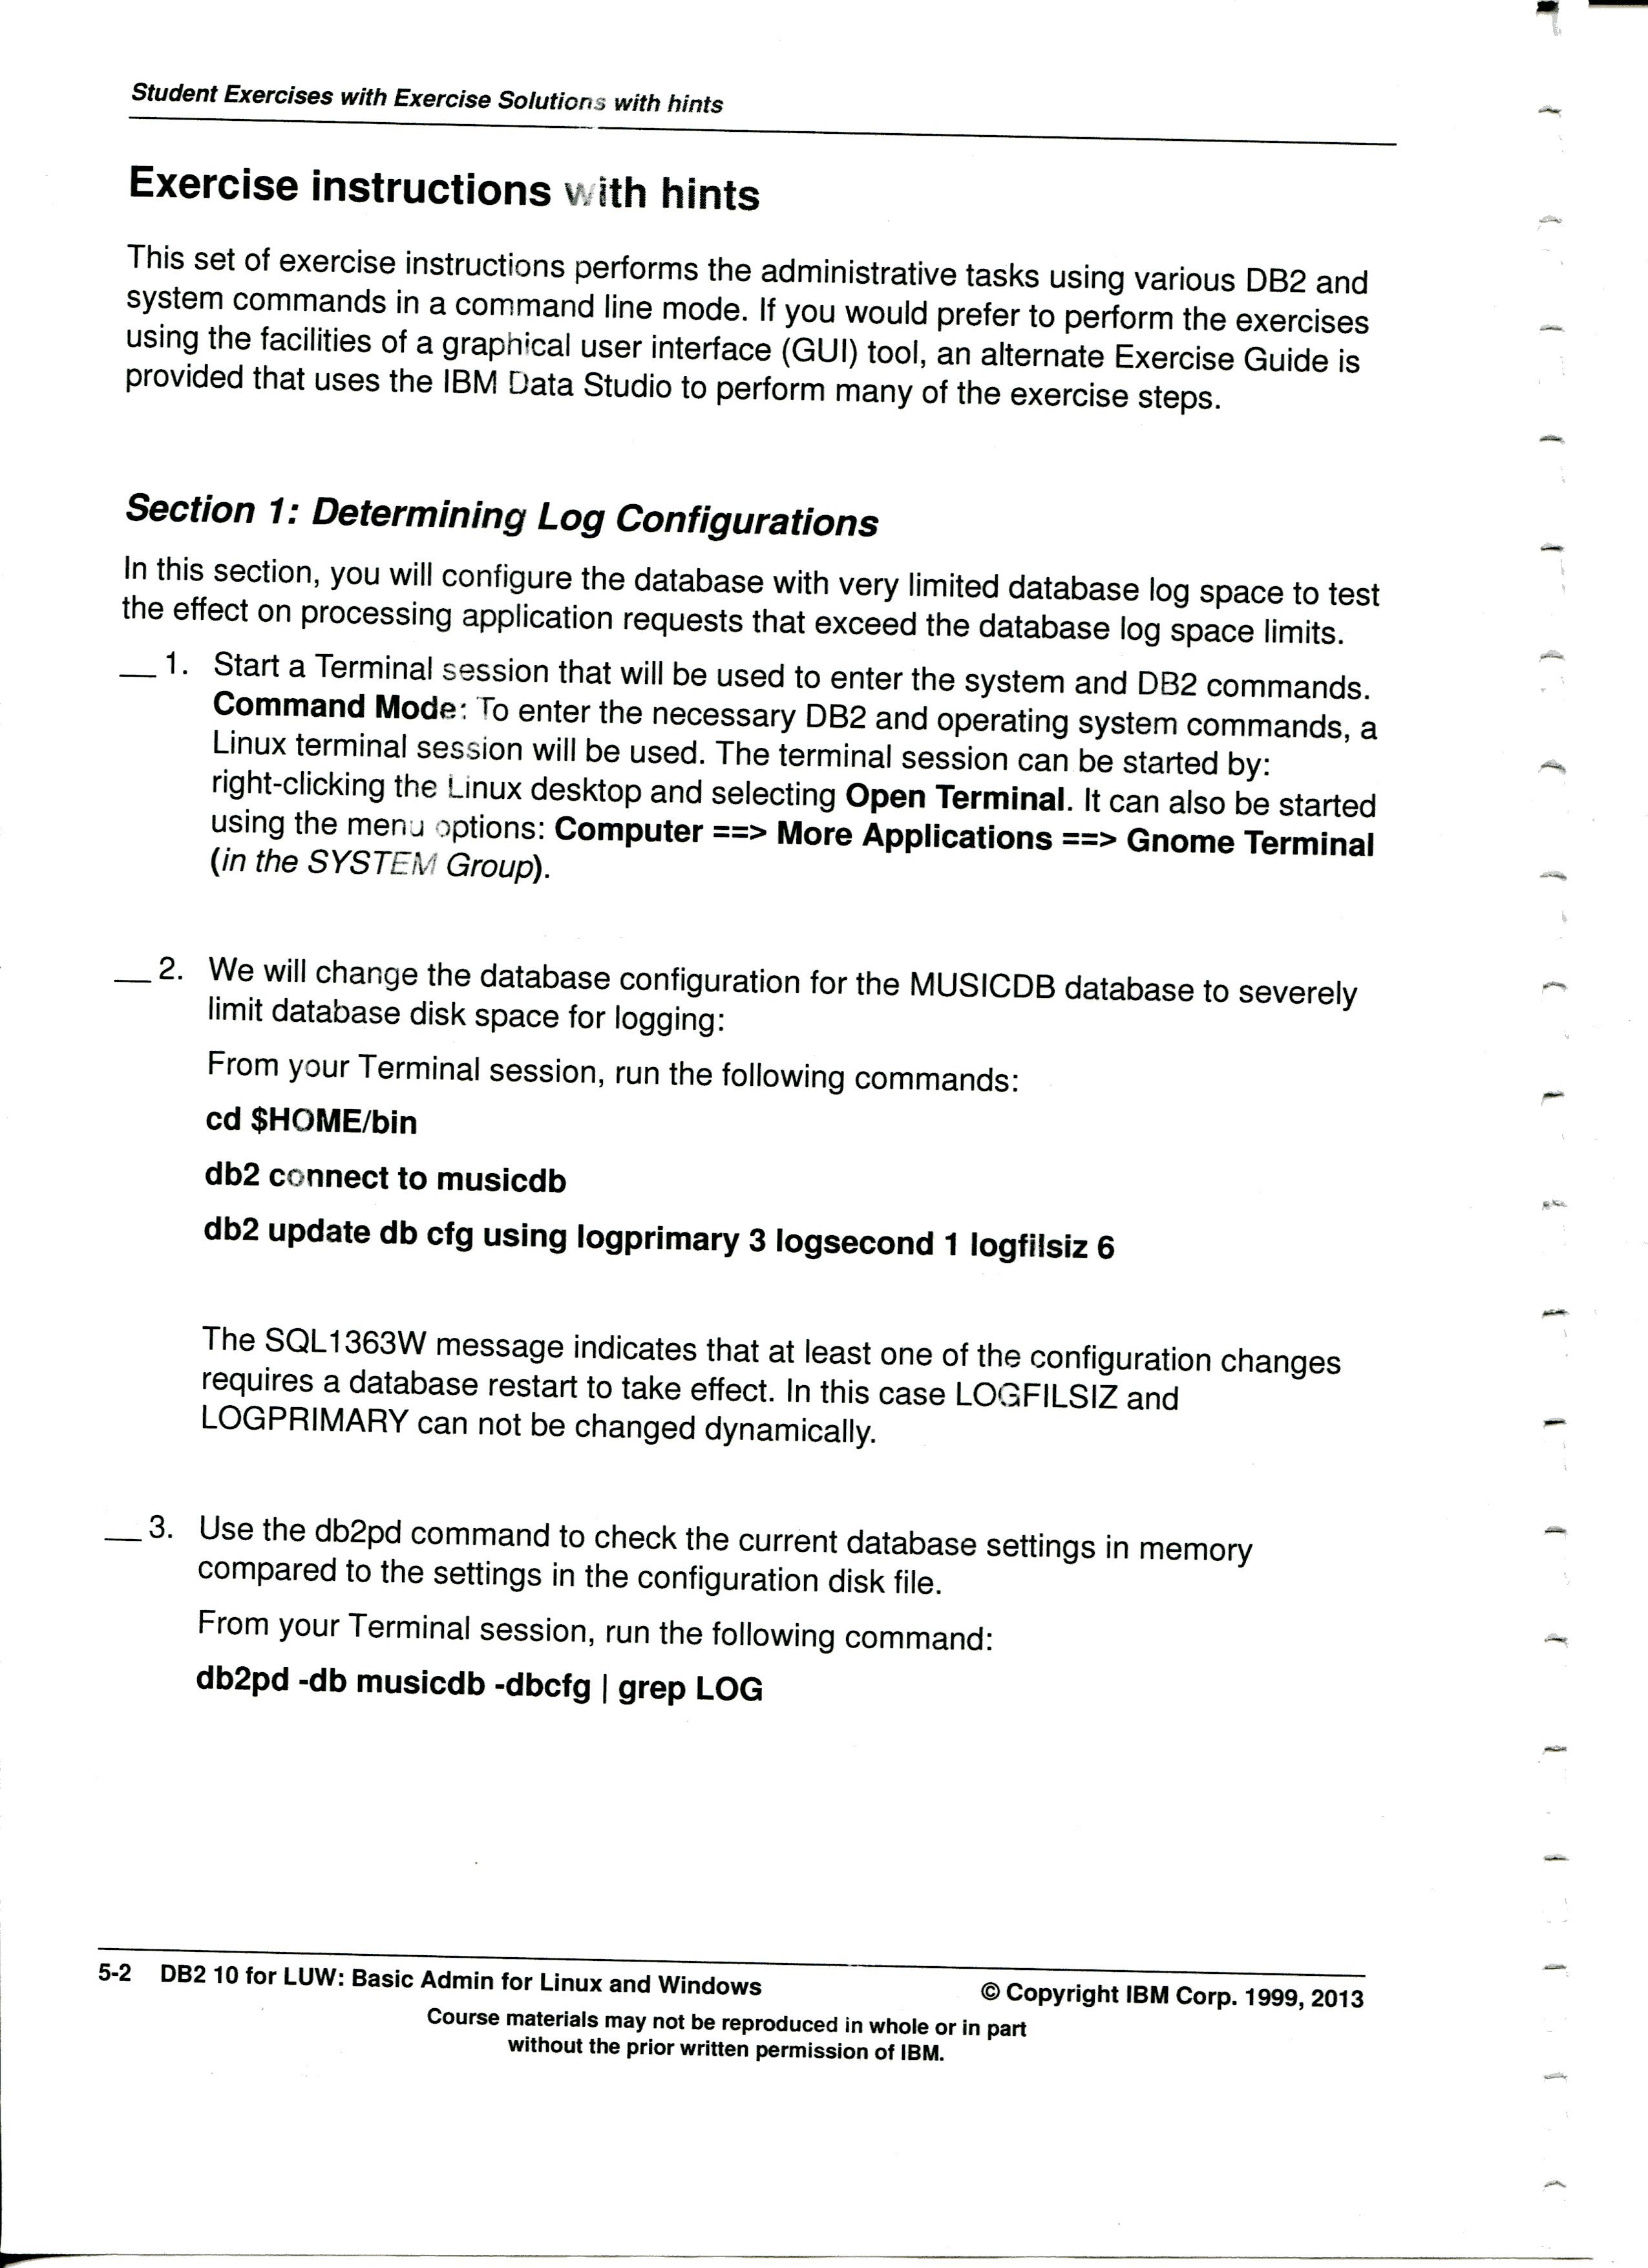 Student Exercises with Exercise Solutions with hints
Exercise instructions with hints
This set of exercise instructions performs the administrative tasks using various DB2 and
system commands in a command line mode. If you would prefer to perform the exercises
using the facilities of a graphical user interface (GUI) tool, an alternate Exercise Guide is
provided that uses the IBM Data Studio to perform many of the exercise steps.
Section 1: Determining Log Configurations
In this section, you will configure the database with very limited database log space to test
the effect on processing application requests that exceed the database log space limits.
__ 1. Start a Terminal session that will be used to enter the system and DB2 commands.
Command Mode: To enter the necessary DB2 and operating system commands, a
Linux terminal session will be used. The terminal session can be started by:
right-clicking the Linux desktop and selecting Open Terminal. It can also be started
using the menu options: Computer ==> More Applications ==> Gnome Terminal
(in the SYSTEM Group).
__ 2. We will change the database configuration for the MUSICDB database to severely
limit database disk space for logging:
From your Terminal session, run the following commands:
cd $HOME/bin
db2 connect to musicdb
db2 update db cfg using logprimary 3 logsecond 1 logfilsiz 6
The SQL1363W message indicates that at least one of the configuration changes
requires a database restart to take effect. In this case LOGFILSIZ and
LOGPRIMARY can not be changed dynamically.
__ 3. Use the db2pd command to check the current database settings in memory
compared to the settings in the configuration disk file.
From your Terminal session, run the following command:
db2pd -db musicdb -dbcfg | grep LOG
5-2 DB2 10 for LUW: Basic Admin for Linux and Windows © Copyright IBM Corp. 1999, 2013
Course materials may not be reproduced in whole or in part
without the prior written permission of IBM.